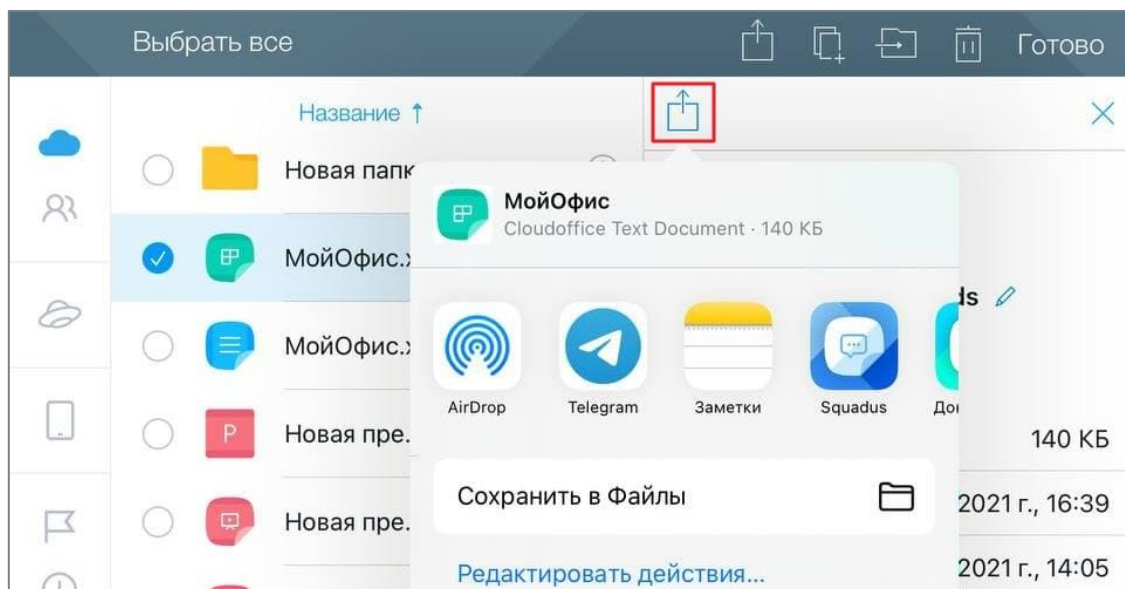 Выбрать все
Готово
Название ↑
Новая папк
МойОфис
Cloudoffice Text Document · 140 КБ
МойОфис.
ds
МойОфис.
AirDrop
Telegram
Заметки
Squadus
P
Новая пре.
140 КБ
Сохранить в Файлы
2021 г., 16:39
Новая пре.
Редактировать действия...
2021 г., 14:05